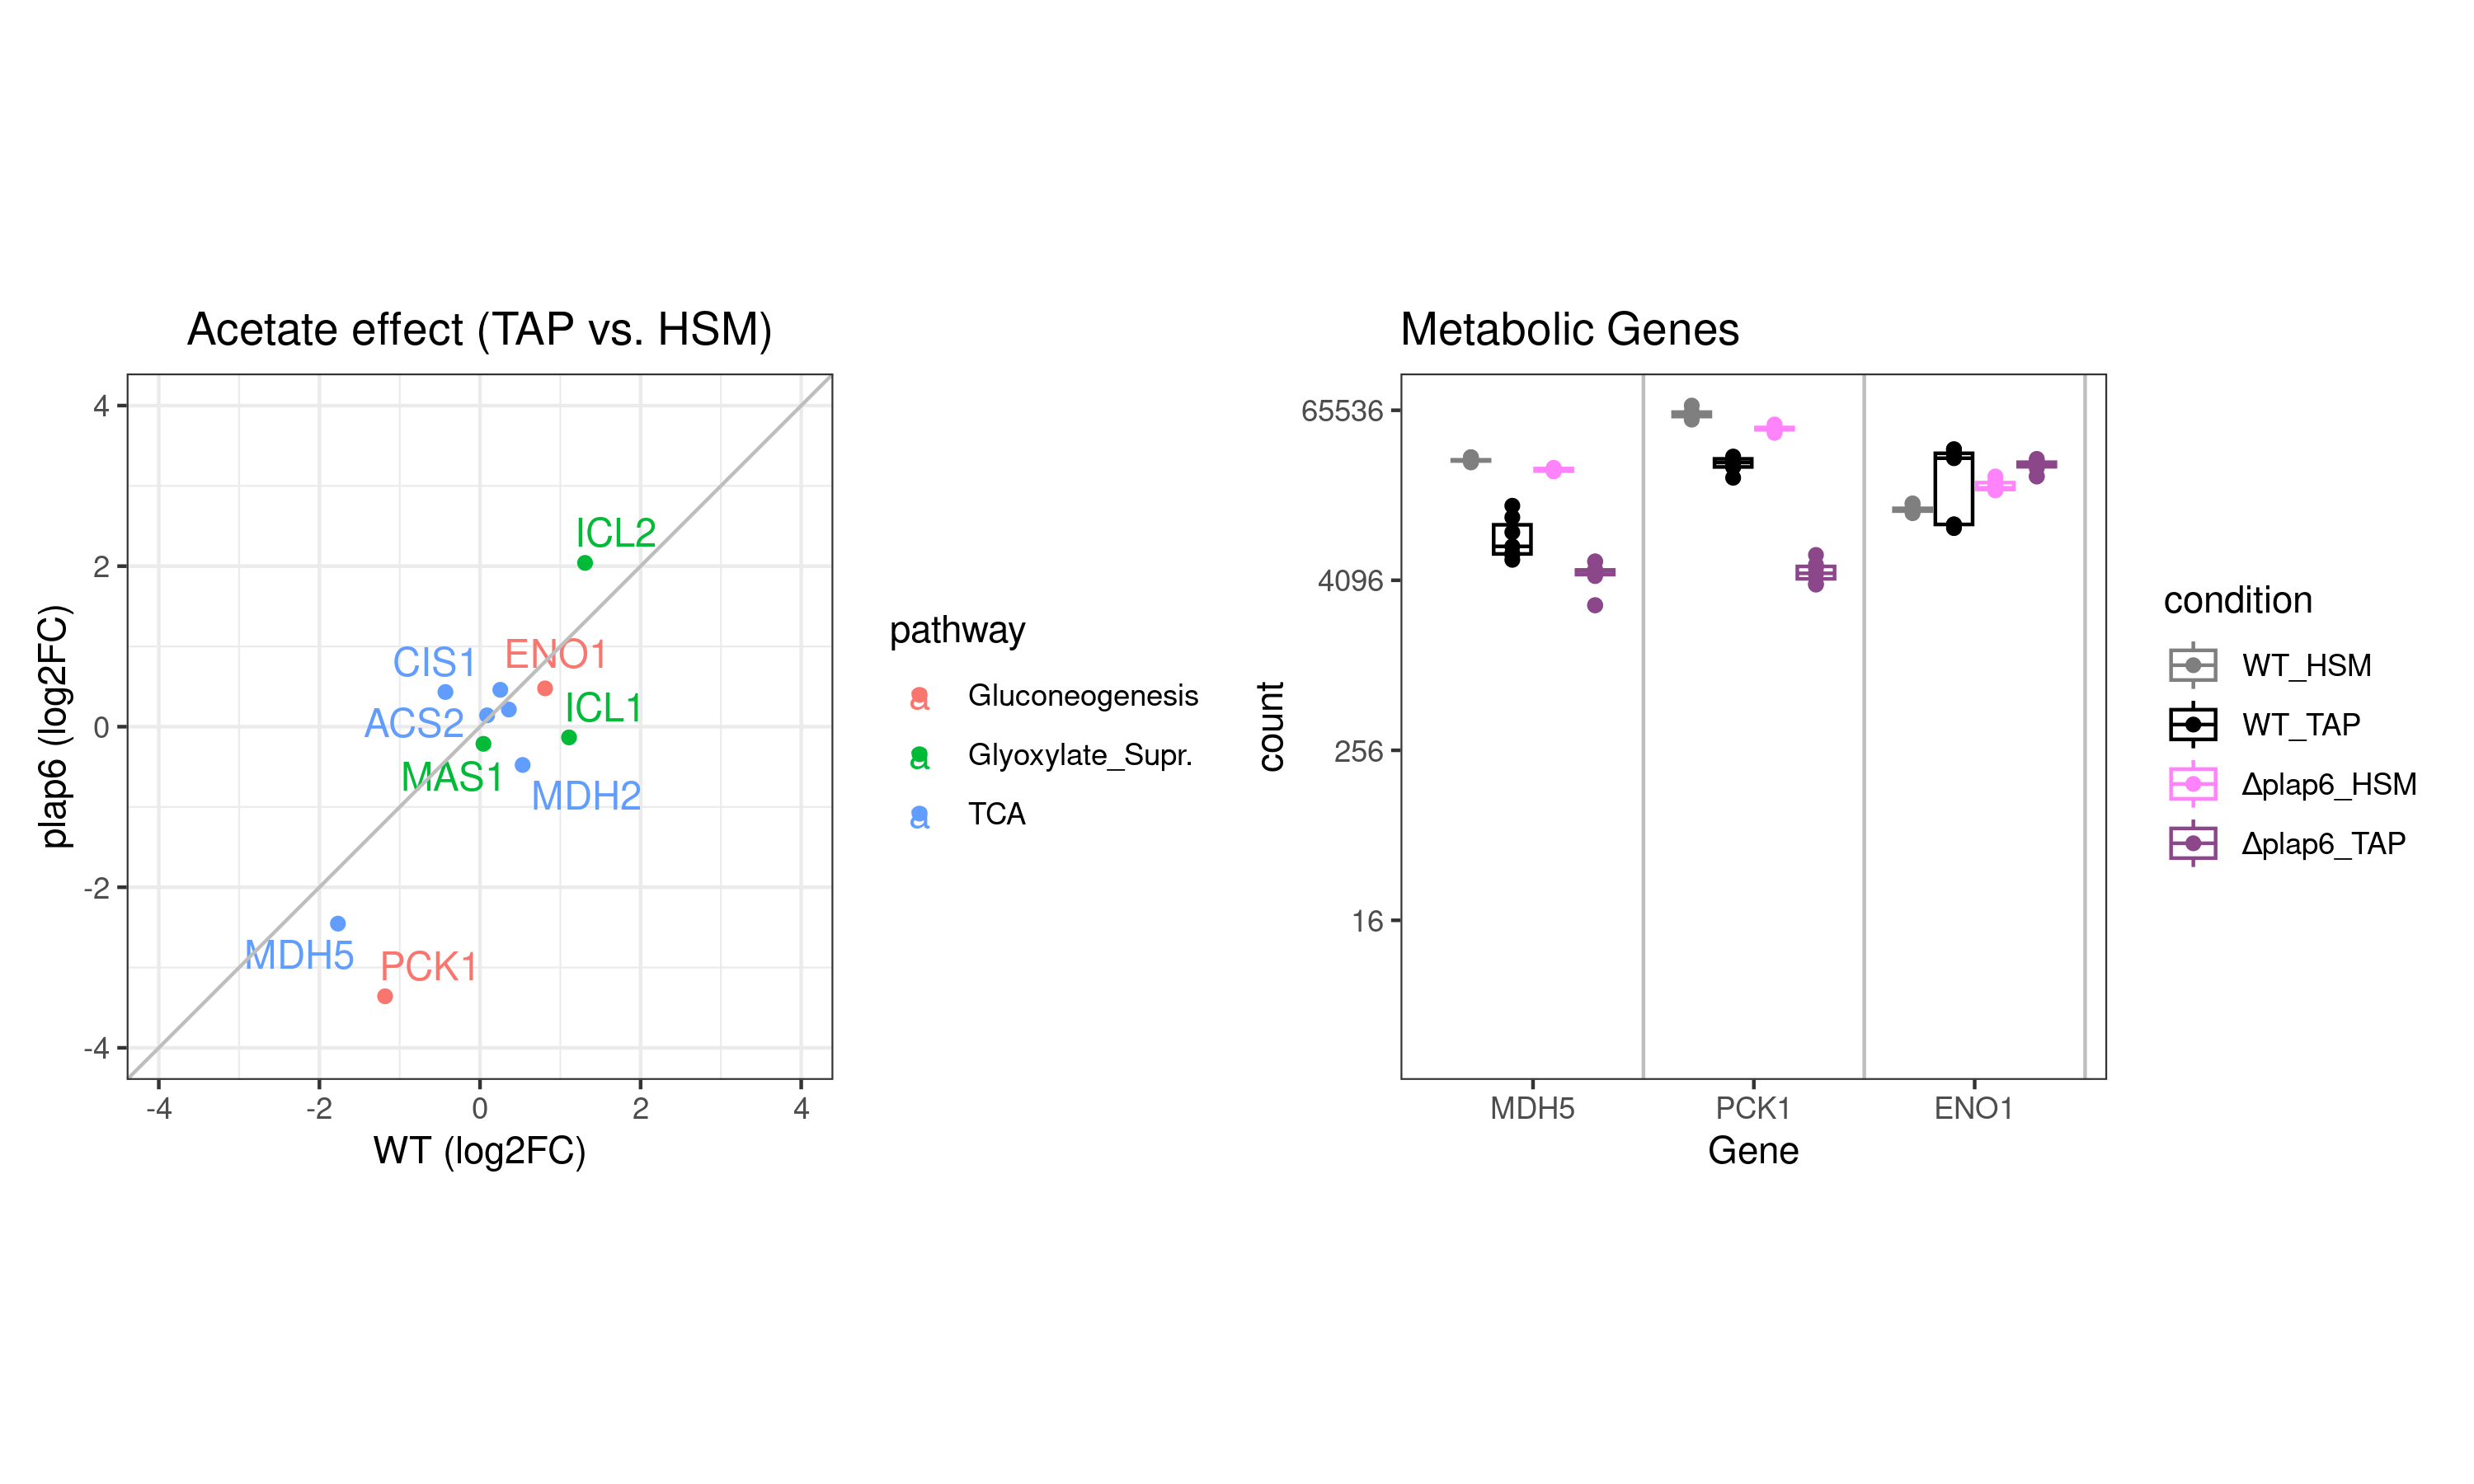 Acetate effect (TAP vs. HSM)
plap6 (log2FC)
4
2
0
-2
-4
ICL2
ENO1
CIS1
ICL1
ACS2
MAS1
MDH2
MDH5
PCK1
-4
-2
0
2
4
WT (log2FC)
pathway
a Gluconeogenesis
a Glyoxylate_Supr.
a TCA
Metabolic Genes
count
65536
4096
256
16
MDH5
PCK1
ENO1
Gene
condition
WT_HSM
WT_TAP
Δplap6_HSM
Δplap6_TAP